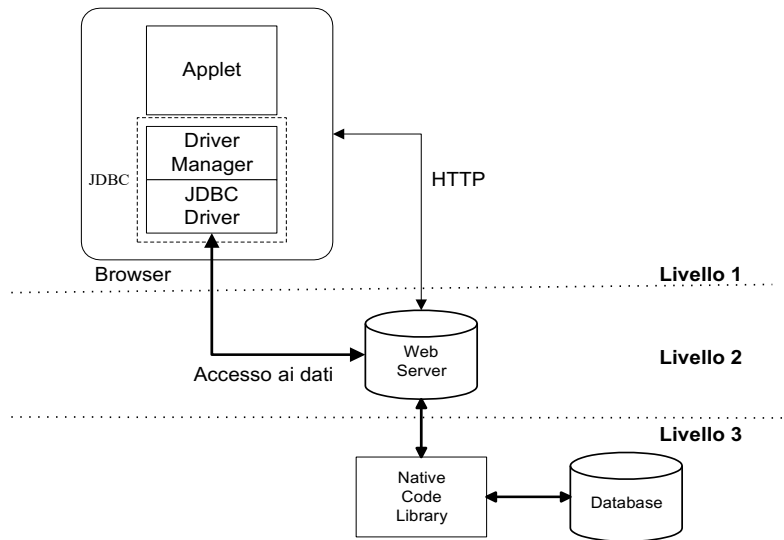 Applet
Driver
Manager
JDBC
JDBC
Driver
HTTP
Browser
Livello 1
Web
Server
Livello 2
Accesso ai dati
Livello 3
Native
Code
Library
Database